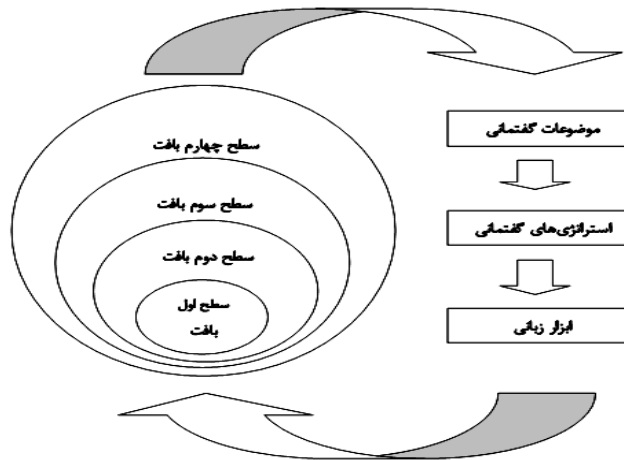 سطح چهارم بافت
سطح سوم بافت
سطح دوم بافت
سطح اول
بافت
موضوعات گفتمانی
استراتژی‌های گفتمانی
ابزار زبانی